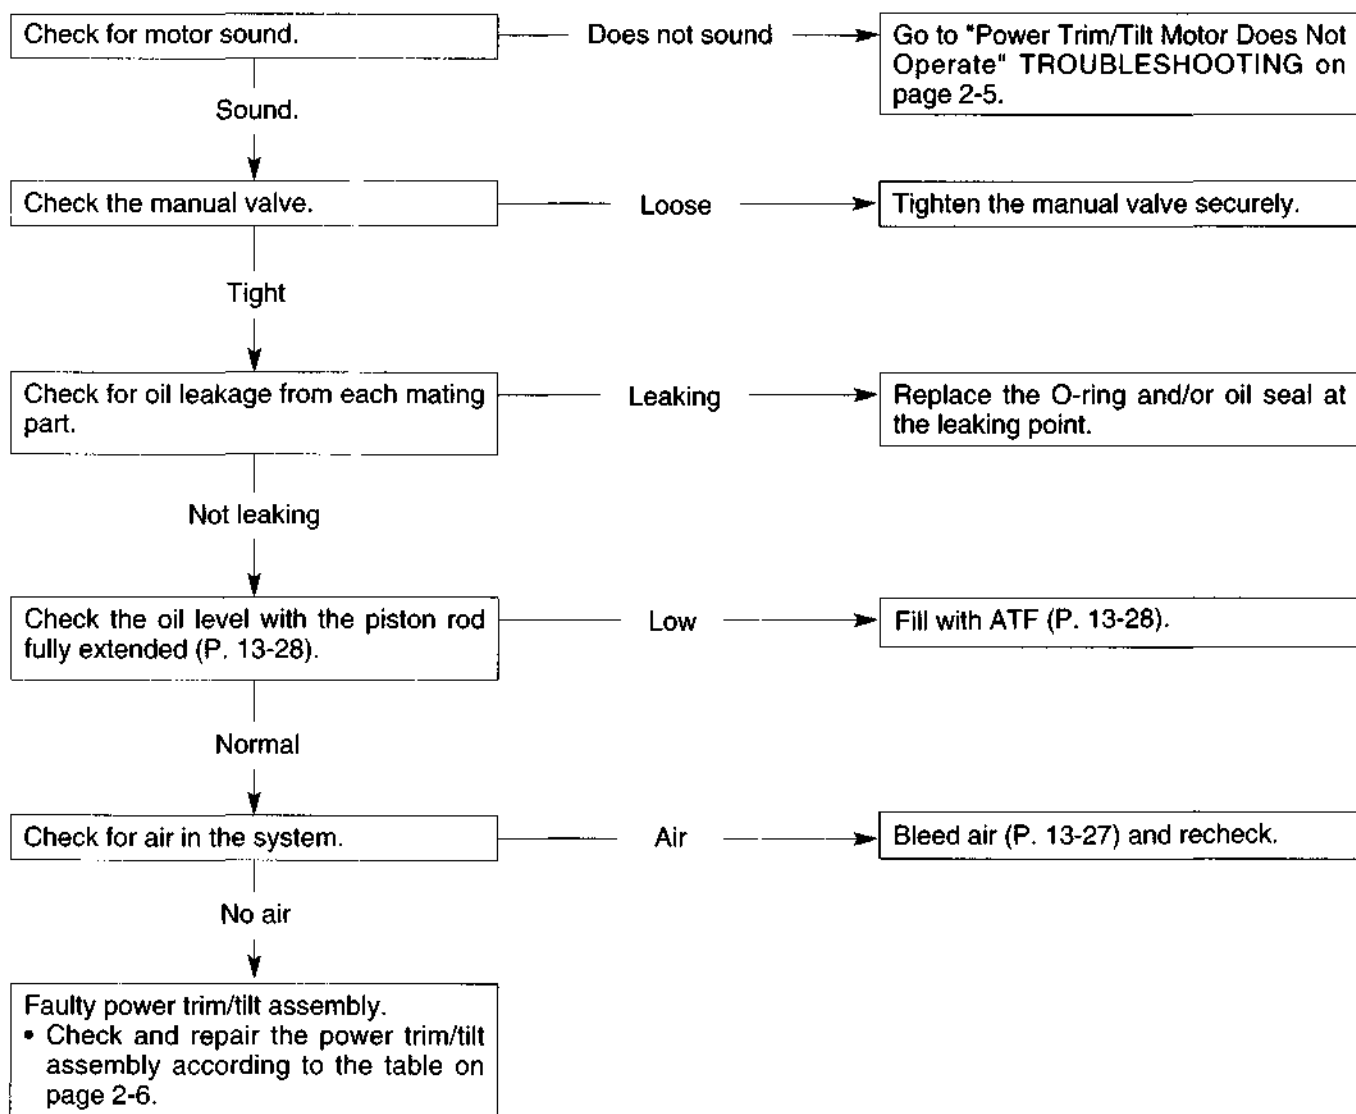 Check for motor sound.
Does not sound
Go to "Power Trim/Tilt Motor Does Not
Operate" TROUBLESHOOTING on
page 2-5.
Sound.
Check the manual valve.
Loose
Tighten the manual valve securely.
Tight
Check for oil leakage from each mating
part.
Leaking
Replace the O-ring and/or oil seal at
the leaking point.
Not leaking
Check the oil level with the piston rod
fully extended (P. 13-28).
Low
Fill with ATF (P. 13-28).
Normal
Check for air in the system.
Air
Bleed air (P. 13-27) and recheck.
No air
Faulty power trim/tilt assembly.
• Check and repair the power trim/tilt
assembly according to the table on
page 2-6.